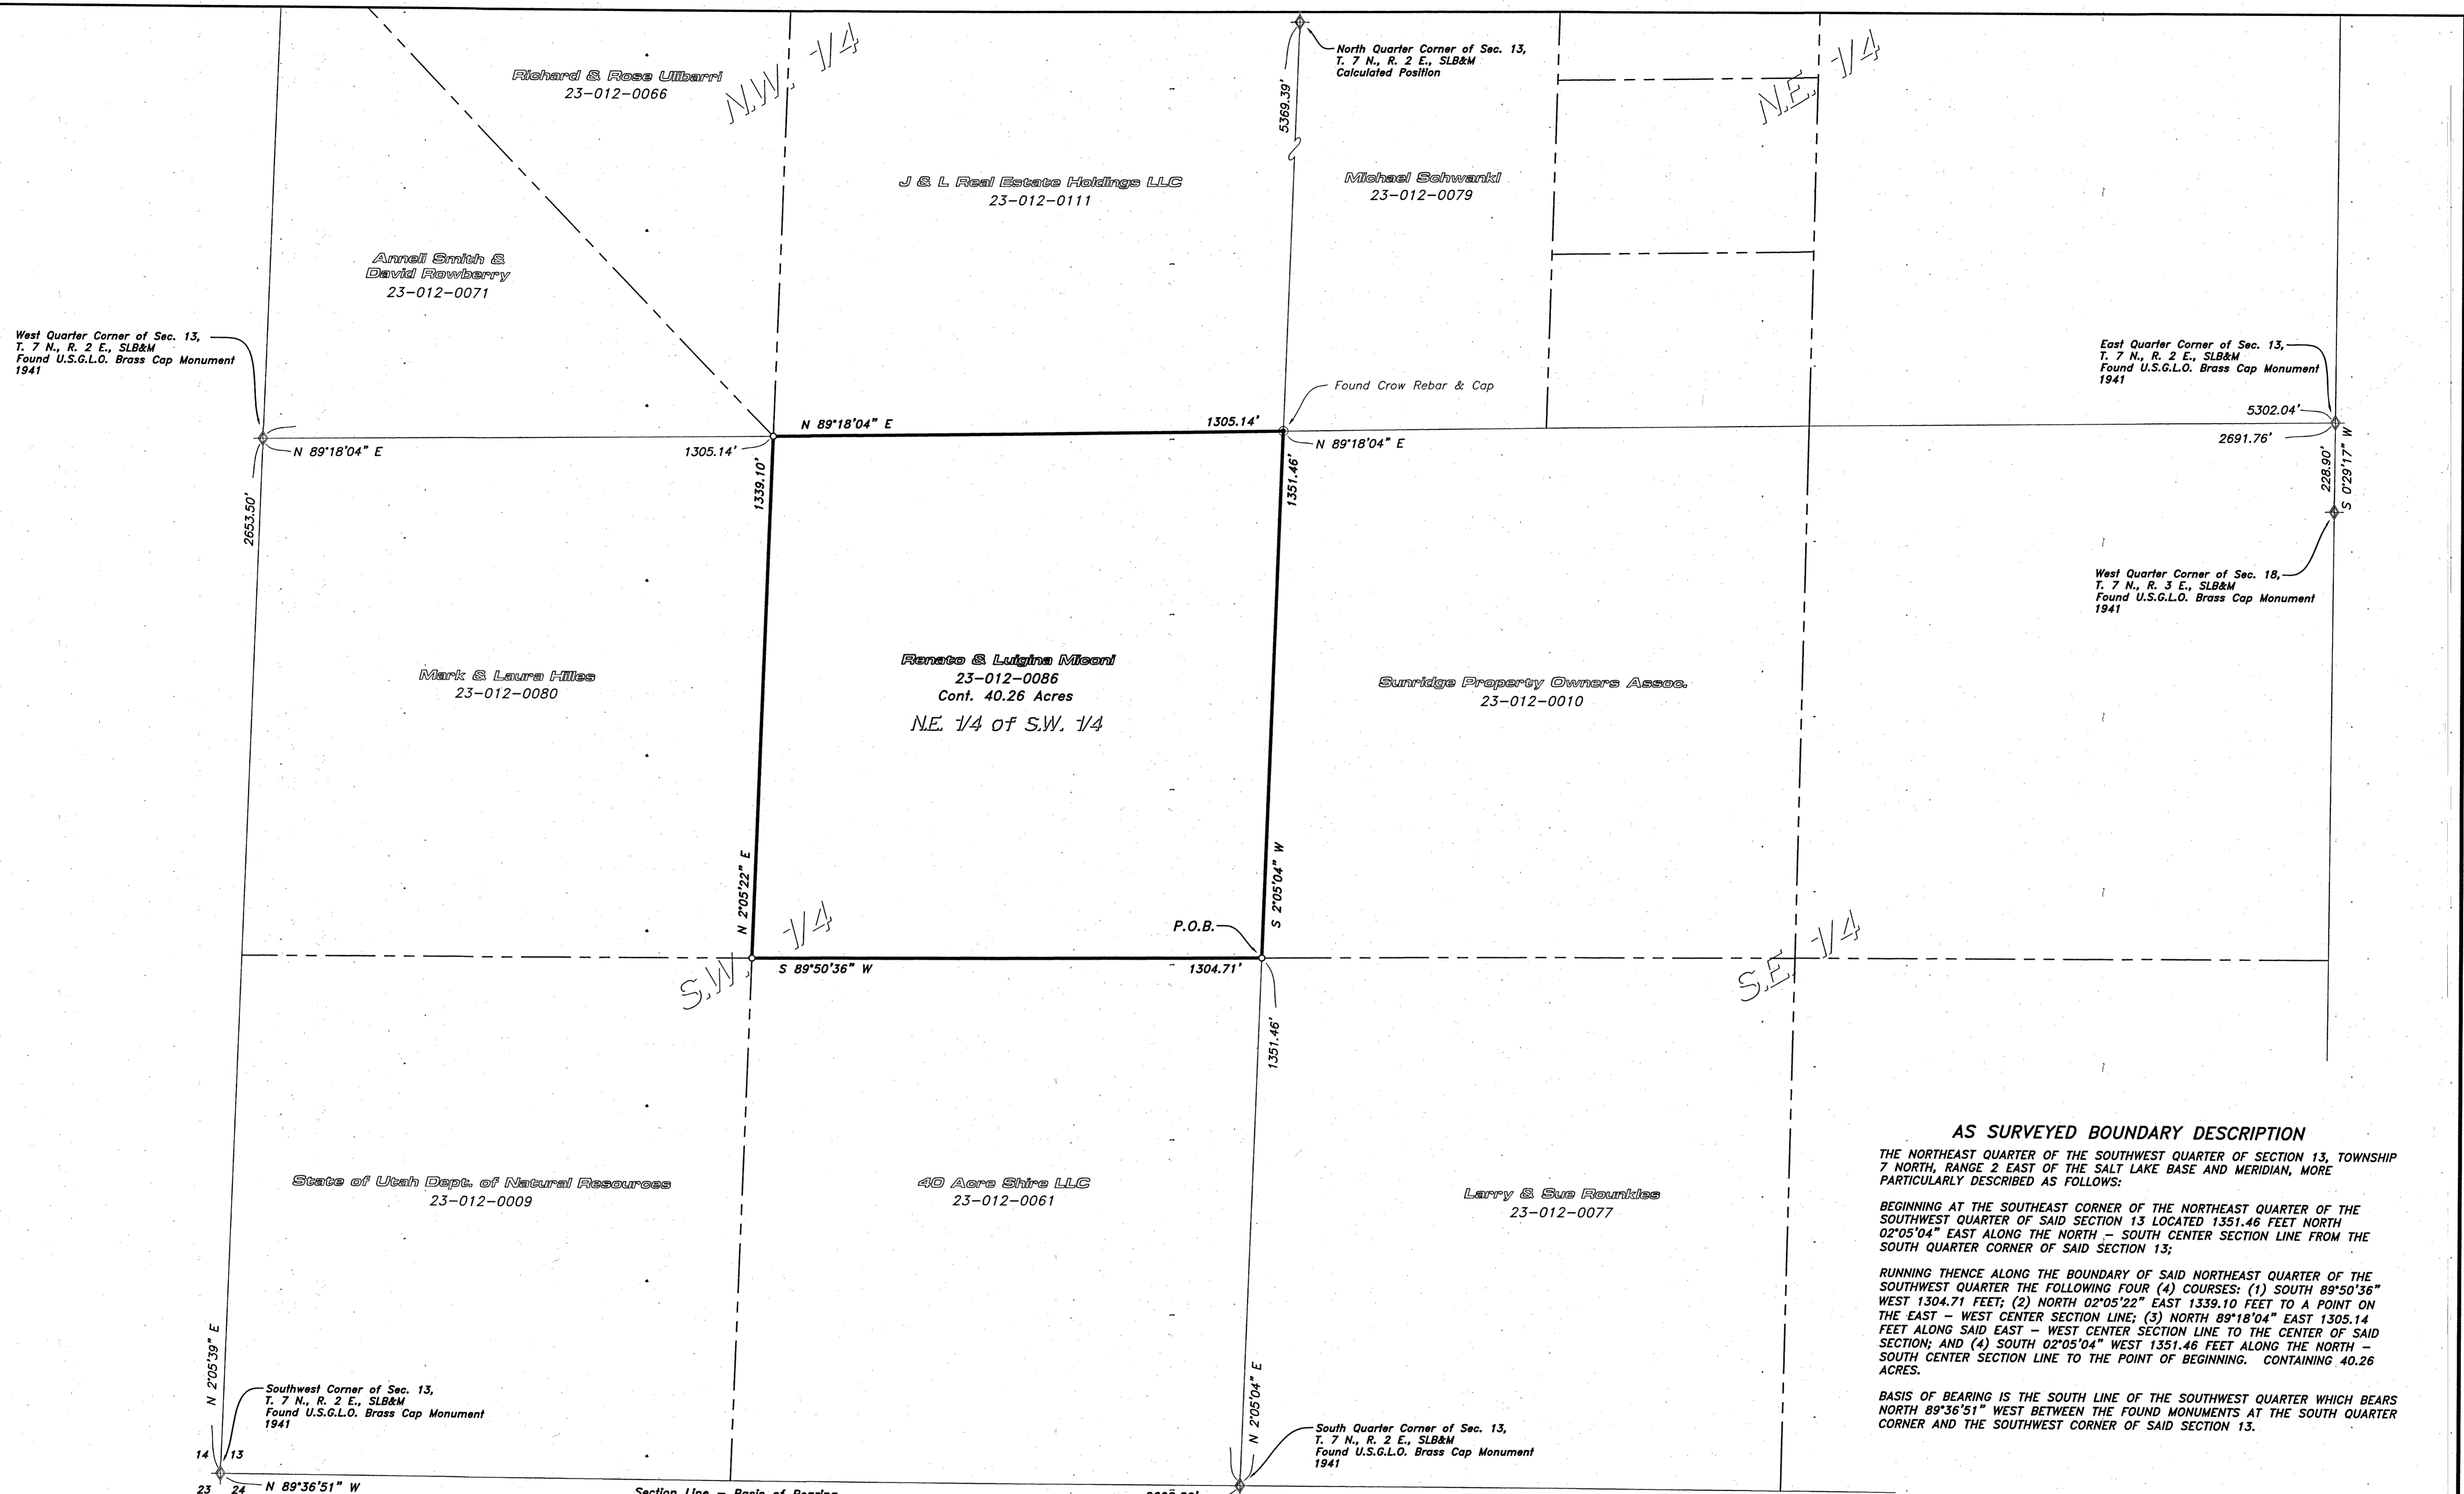 Richard & Rose Ulibarri
23-012-0066
N.W. 1/4
North Quarter Corner of Sec. 13,
T. 7 N., R. 2 E., SLB&M
Calculated Position
5369.39'
N.E. 1/4
J & L Real Estate Holdings LLC
23-012-0111
Michael Schwankl
23-012-0079
Anneli Smith &
David Rowberry
23-012-0071
West Quarter Corner of Sec. 13,
T. 7 N., R. 2 E., SLB&M
Found U.S.G.L.O. Brass Cap Monument
1941
East Quarter Corner of Sec. 13,
T. 7 N., R. 2 E., SLB&M
Found U.S.G.L.O. Brass Cap Monument
1941
Found Crow Rebar & Cap
5302.04'
N 89°18'04" E
1305.14'
N 89°18'04" E
2691.76'
N 89°18'04" E
1305.14'
2653.50'
1339.10'
1351.46'
228.90'
S 0°29'17" W
West Quarter Corner of Sec. 18,
T. 7 N., R. 3 E., SLB&M
Found U.S.G.L.O. Brass Cap Monument
1941
Mark & Laura Hilles
23-012-0080
Renato & Luigina Miconi
23-012-0086
Cont. 40.26 Acres
N.E. 1/4 of S.W. 1/4
Sunridge Property Owners Assoc.
23-012-0010
N 2°05'22" E
S 2°05'04" W
P.O.B.
S.W. 1/4
S 89°50'36" W
1304.71'
S.E. 1/4
1351.46'
State of Utah Dept. of Natural Resources
23-012-0009
40 Acre Shire LLC
23-012-0061
Larry & Sue Rounkles
23-012-0077
AS SURVEYED BOUNDARY DESCRIPTION
THE NORTHEAST QUARTER OF THE SOUTHWEST QUARTER OF SECTION 13, TOWNSHIP
7 NORTH, RANGE 2 EAST OF THE SALT LAKE BASE AND MERIDIAN, MORE
PARTICULARLY DESCRIBED AS FOLLOWS:
BEGINNING AT THE SOUTHEAST CORNER OF THE NORTHEAST QUARTER OF THE
SOUTHWEST QUARTER OF SAID SECTION 13 LOCATED 1351.46 FEET NORTH
02°05'04" EAST ALONG THE NORTH – SOUTH CENTER SECTION LINE FROM THE
SOUTH QUARTER CORNER OF SAID SECTION 13;
RUNNING THENCE ALONG THE BOUNDARY OF SAID NORTHEAST QUARTER OF THE
SOUTHWEST QUARTER THE FOLLOWING FOUR (4) COURSES: (1) SOUTH 89°50'36"
WEST 1304.71 FEET; (2) NORTH 02°05'22" EAST 1339.10 FEET TO A POINT ON
THE EAST – WEST CENTER SECTION LINE; (3) NORTH 89°18'04" EAST 1305.14
FEET ALONG SAID EAST – WEST CENTER SECTION LINE TO THE CENTER OF SAID
SECTION; AND (4) SOUTH 02°05'04" WEST 1351.46 FEET ALONG THE NORTH –
SOUTH CENTER SECTION LINE TO THE POINT OF BEGINNING. CONTAINING 40.26
ACRES.
BASIS OF BEARING IS THE SOUTH LINE OF THE SOUTHWEST QUARTER WHICH BEARS
NORTH 89°36'51" WEST BETWEEN THE FOUND MONUMENTS AT THE SOUTH QUARTER
CORNER AND THE SOUTHWEST CORNER OF SAID SECTION 13.
N 2°05'39" E
Southwest Corner of Sec. 13,
T. 7 N., R. 2 E., SLB&M
Found U.S.G.L.O. Brass Cap Monument
1941
N 2°05'04" E
South Quarter Corner of Sec. 13,
T. 7 N., R. 2 E., SLB&M
Found U.S.G.L.O. Brass Cap Monument
1941
14 13
23 24
N 89°36'51" W
Section Line – Basis of Bearing